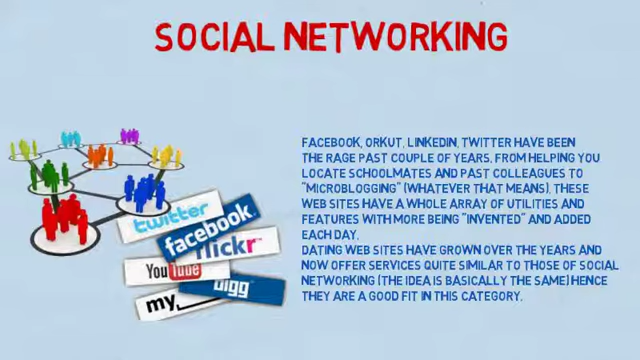 SOCIAL NETWORKING
FACEBOOK, ORKUT, LINKEDIN, TWITTER HAVE BEEN
THE RAGE PAST COUPLE OF YEARS, FROM HELPING YOU
LOCATE SCHOOLMATES AND PAST COLLEAGUES TO
"MICROBLOGGING" (WHATEVER THAT MEANS), THESE
WEB SITES HAVE A WHOLE ARRAY OF UTILITIES AND
FEATURES WITH MORE BEING "INVENTED" AND ADDED
EACH DAY.
DATING WEB SITES HAVE GROWN OVER THE YEARS AND
NOW OFFER SERVICES QUITE SIMILAR TO THOSE OF SOCIAL
NETWORKING (THE IDEA IS BASICALLY THE SAME) HENCE
THEY ARE A GOOD FIT IN THIS CATEGORY.
twitter
facebook
flickr
YouTube
digg
my